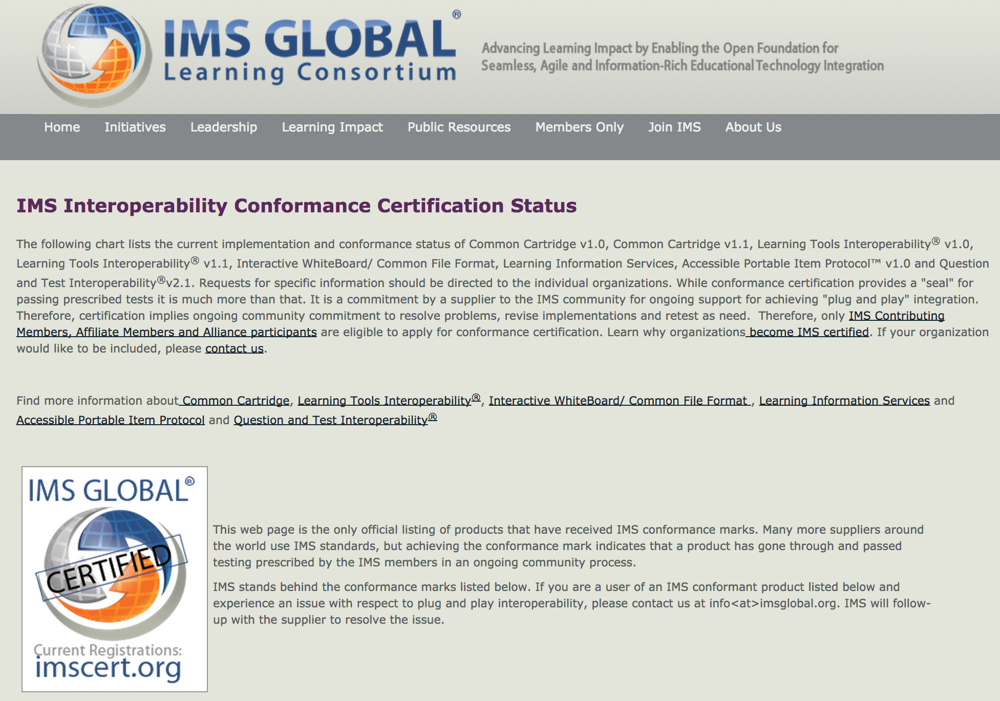 IMS GLOBAL®
Learning Consortium
Advancing Learning Impact by Enabling the Open Foundation for
Seamless, Agile and Information-Rich Educational Technology Integration
Home Initiatives Leadership Learning Impact Public Resources Members Only Join IMS About Us
IMS Interoperability Conformance Certification Status
The following chart lists the current implementation and conformance status of Common Cartridge v1.0, Common Cartridge v1.1, Learning Tools Interoperability® v1.0,
Learning Tools Interoperability® v1.1, Interactive WhiteBoard/ Common File Format, Learning Information Services, Accessible Portable Item Protocol™ v1.0 and Question
and Test Interoperability®v2.1. Requests for specific information should be directed to the individual organizations. While conformance certification provides a "seal" for
passing prescribed tests it is much more than that. It is a commitment by a supplier to the IMS community for ongoing support for achieving "plug and play" integration.
Therefore, certification implies ongoing community commitment to resolve problems, revise implementations and retest as need.  Therefore, only IMS Contributing
Members, Affiliate Members and Alliance participants are eligible to apply for conformance certification. Learn why organizations become IMS certified. If your organization
would like to be included, please contact us.
Find more information about Common Cartridge, Learning Tools Interoperability®, Interactive WhiteBoard/ Common File Format , Learning Information Services and
Accessible Portable Item Protocol and Question and Test Interoperability®
IMS GLOBAL®
CERTIFIED
Current Registrations:
imscert.org
This web page is the only official listing of products that have received IMS conformance marks. Many more suppliers around
the world use IMS standards, but achieving the conformance mark indicates that a product has gone through and passed
testing prescribed by the IMS members in an ongoing community process.
IMS stands behind the conformance marks listed below. If you are a user of an IMS conformant product listed below and
experience an issue with respect to plug and play interoperability, please contact us at info<at>imsglobal.org. IMS will follow-
up with the supplier to resolve the issue.